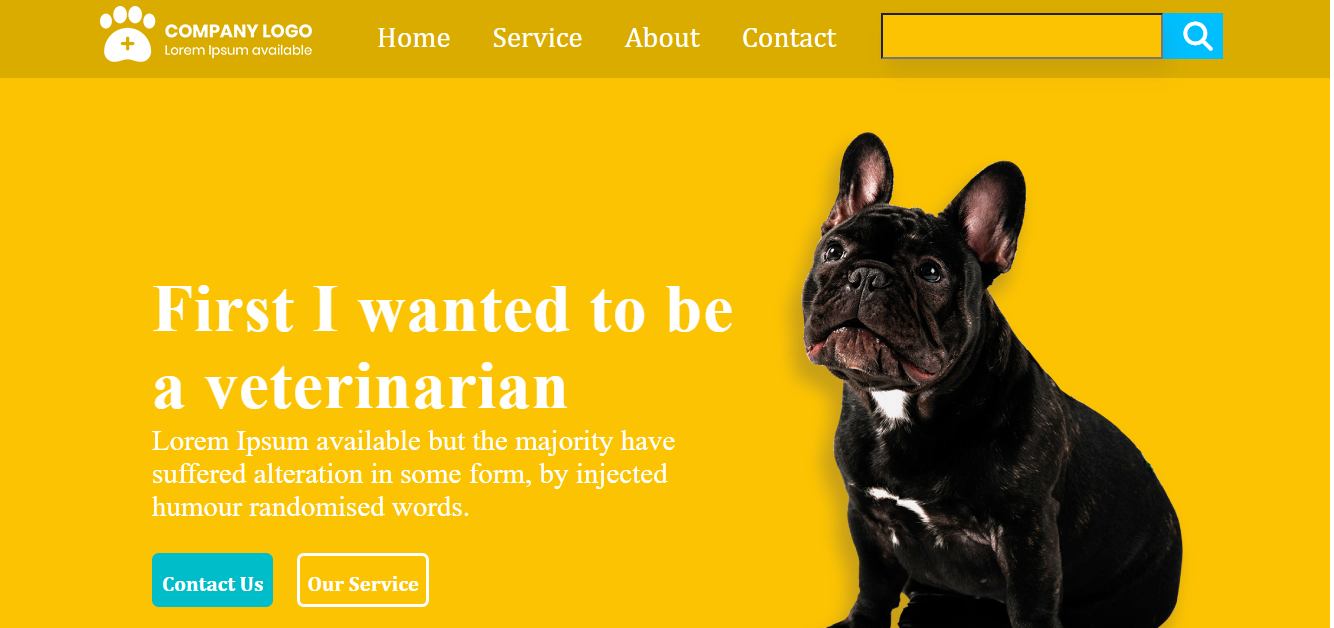 COMPANY LOGO
Lorem Ipsum available
Home Service About Contact
First I wanted to be
a veterinarian
Lorem Ipsum available but the majority have
suffered alteration in some form, by injected
humour randomised words.
Contact Us Our Service